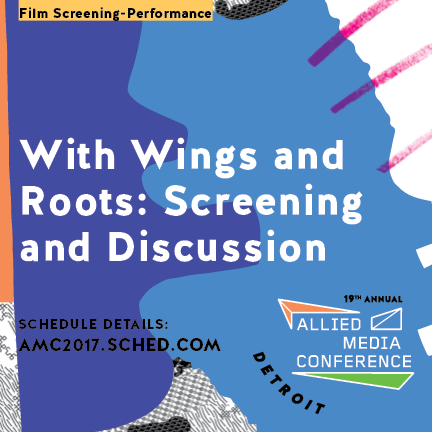 Film Screening-Performance
With Wings and
Roots: Screening
and Discussion
SCHEDULE DETAILS:
AMC2017.SCHED.COM
19TH ANNUAL
ALLIED
MEDIA
CONFERENCE
DETROIT